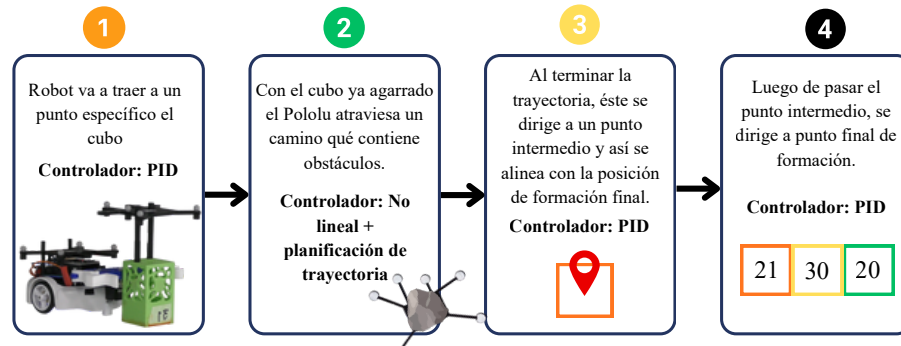 1
Robot va a traer a un
punto específico el
cubo
Controlador: PID
2
Con el cubo ya agarrado
el Pololu atraviesa un
camino qué contiene
obstáculos.
Controlador: No
lineal +
planificación de
trayectoria
3
Al terminar la
trayectoria, éste se
dirige a un punto
intermedio y así se
alinea con la posición
de formación final.
Controlador: PID
4
Luego de pasar el
punto intermedio, se
dirige a punto final de
formación.
Controlador: PID
21 30 20